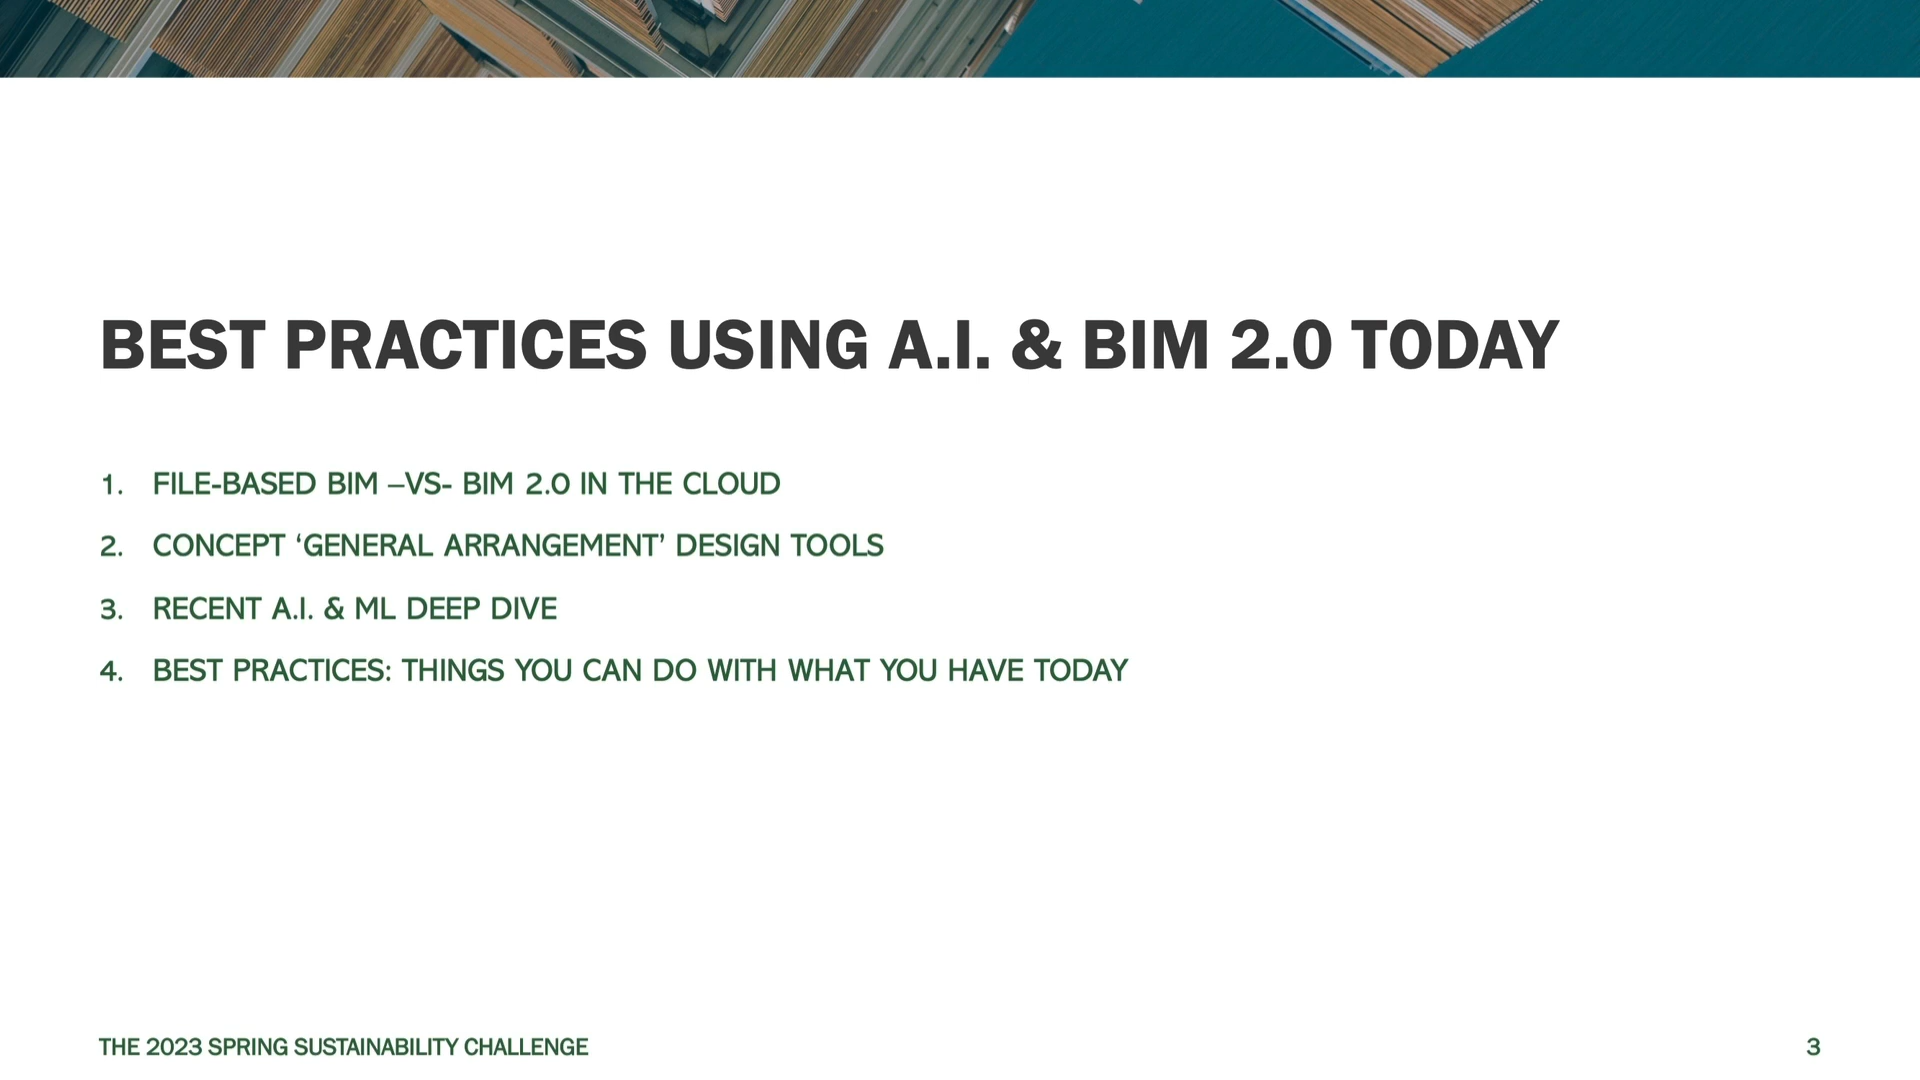 BEST PRACTICES USING A.I. & BIM 2.0 TODAY
1. FILE-BASED BIM –VS- BIM 2.0 IN THE CLOUD
2. CONCEPT ‘GENERAL ARRANGEMENT’ DESIGN TOOLS
3. RECENT A.I. & ML DEEP DIVE
4. BEST PRACTICES: THINGS YOU CAN DO WITH WHAT YOU HAVE TODAY
THE 2023 SPRING SUSTAINABILITY CHALLENGE
3